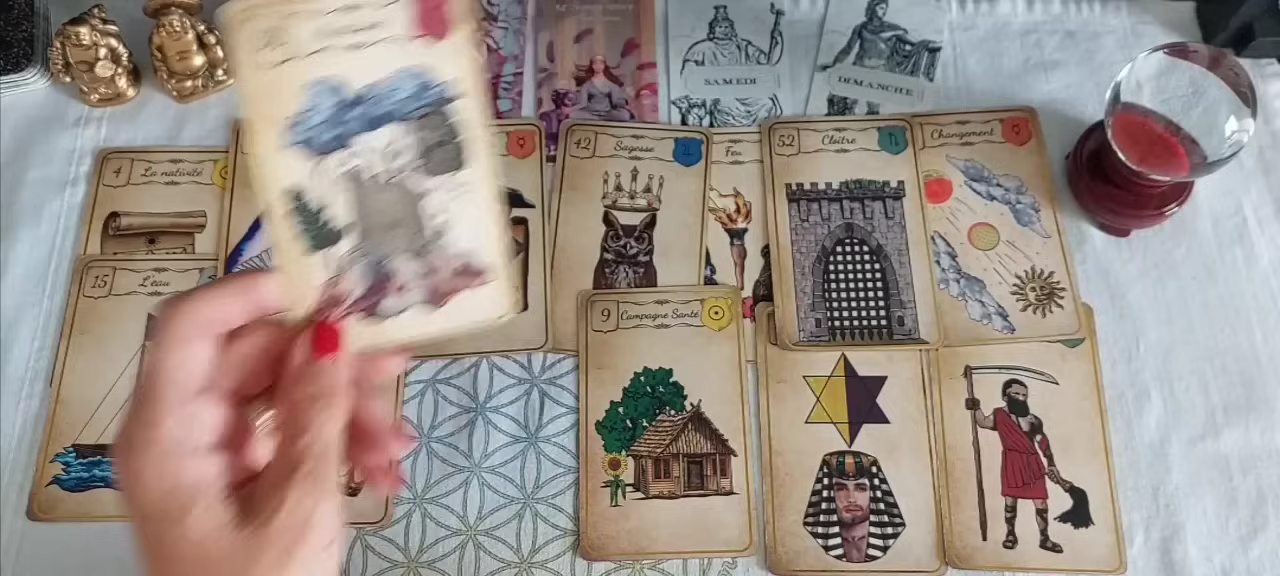 SAMEDI
DIMANCHE
4 La nativité
42 Sagesse
Feu
52 Cloître
Changement
15 L'eau
9 Campagne Santé